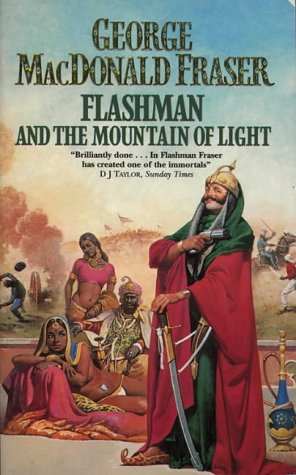 GEORGE
MACDONALD FRASER
FLASHMAN
AND THE MOUNTAIN OF LIGHT
"Brilliantly done . . . In Flashman Fraser
has created one of the immortals"
D J TAYLOR, Sunday Times